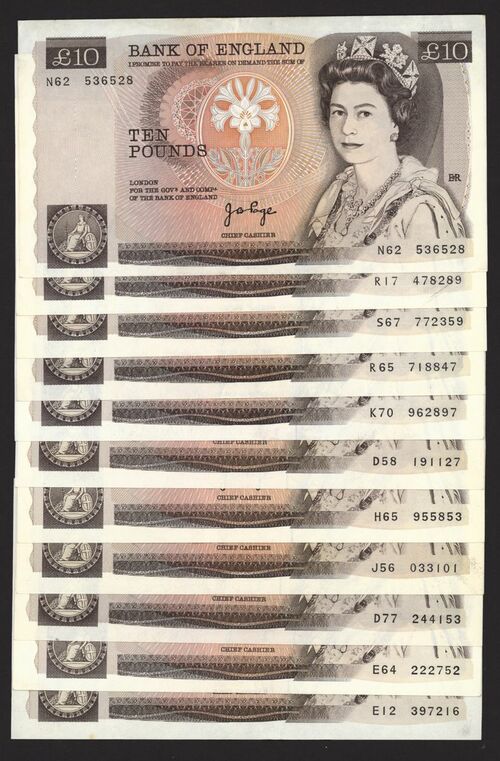 £10 BANK OF ENGLAND £10
I PROMISE TO PAY THE BEARER ON DEMAND THE SUM OF
N62 536528
TEN
POUNDS
LONDON
FOR THE GOVR AND COMPA
OF THE BANK OF ENGLAND
J B Page
CHIEF CASHIER
N62 536528
R17 478289
S67 772359
R65 718847
K70 962897
CHIEF CASHIER
D58 191127
CHIEF CASHIER
H65 955853
CHIEF CASHIER
J56 033101
CHIEF CASHIER
D77 244153
CHIEF CASHIER
E64 222752
E12 397216